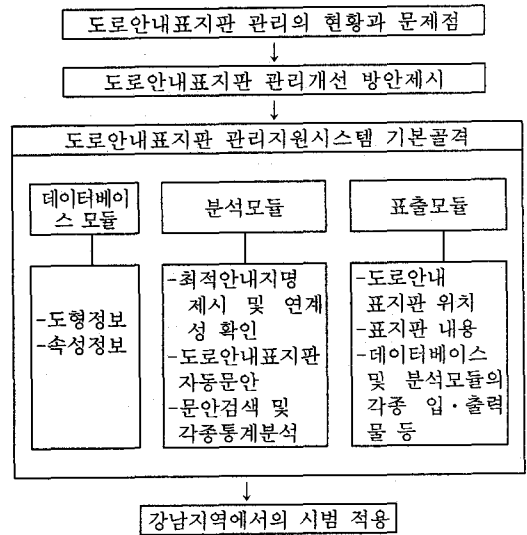 도로안내표지판 관리의 현황과 문제점
도로안내표지판 관리개선 방안제시
도로안내표지판 관리지원시스템 기본골격
데이터베이
스 모듈
-도형정보
-속성정보
분석모듈
-최적안내지명
제시 및 연계
성 확인
-도로안내표지판
자동문안
-문안검색 및
각종통계분석
표출모듈
-도로안내
표지판 위치
-표지판 내용
-데이터베이스
및 분석모듈의
각종 입·출력
물 등
강남지역에서의 시범 적용